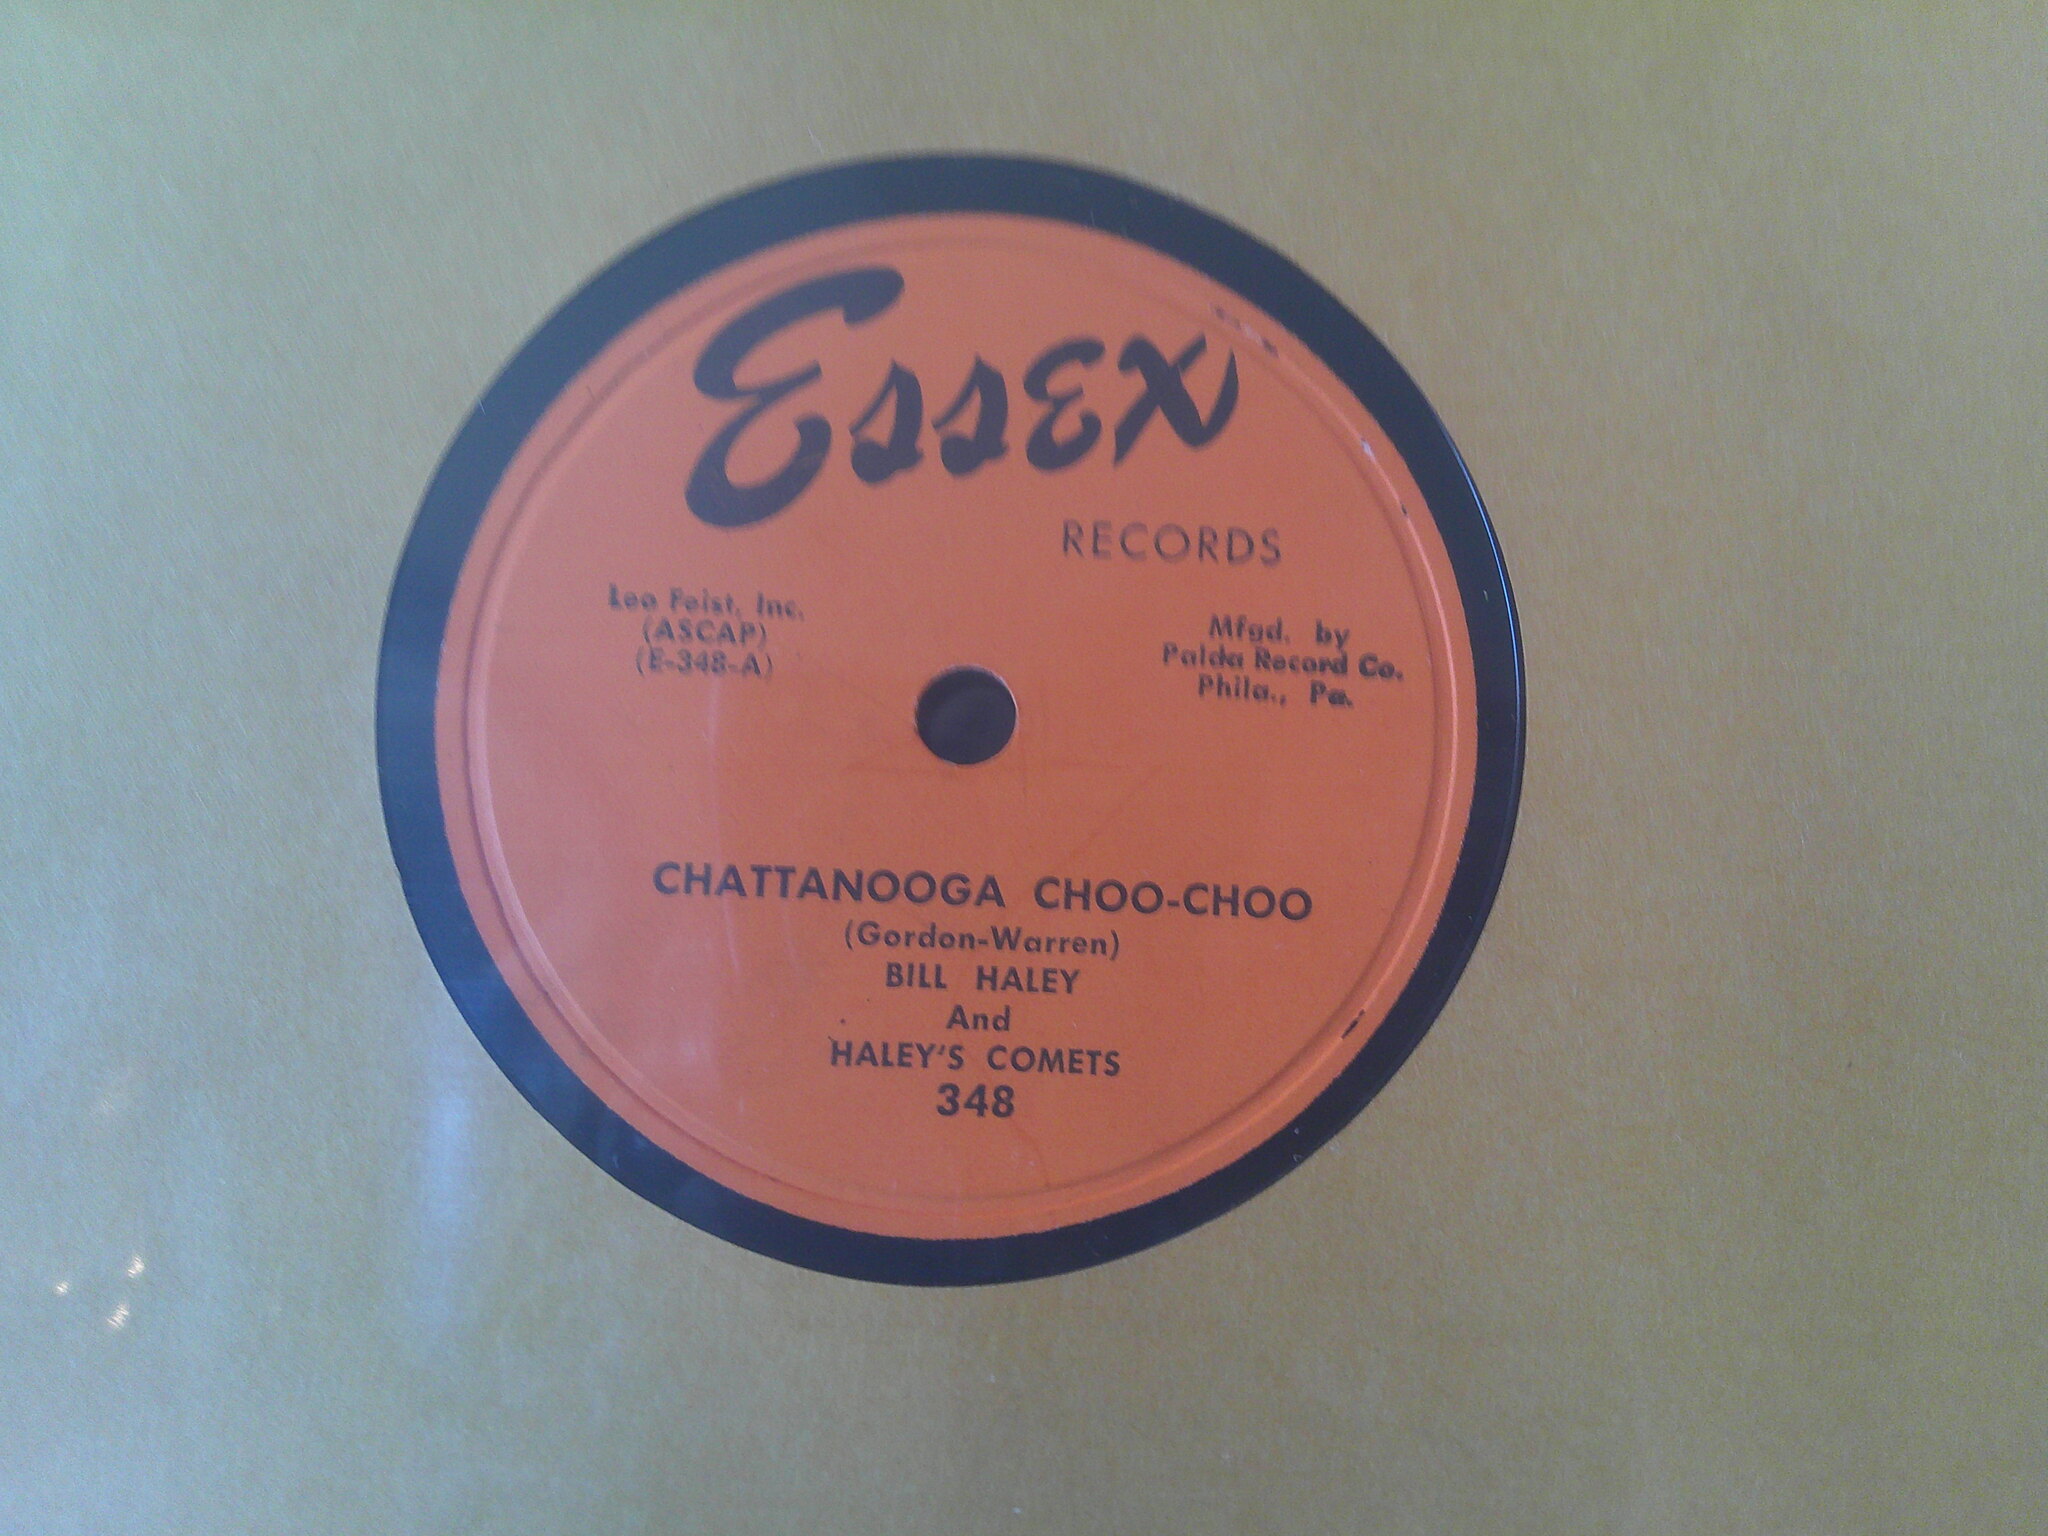 Essex
RECORDS
Leo Feist, Inc.
(ASCAP)
(E-348-A)
Mfgd. by
Palda Record Co.
Phila., Pa.
CHATTANOOGA CHOO-CHOO
(Gordon-Warren)
BILL HALEY
And
HALEY'S COMETS
348